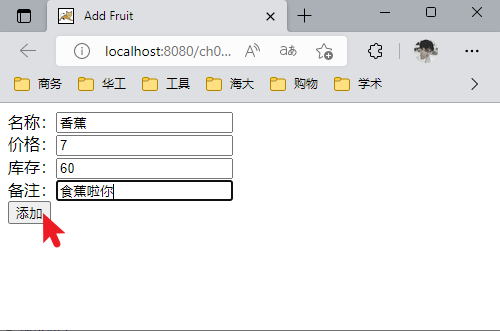 Add Fruit
localhost:8080/ch0...
商务 华工 工具 海大 购物 学术
名称： 香蕉
价格： 7
库存： 60
备注： 食蕉啦你
添加